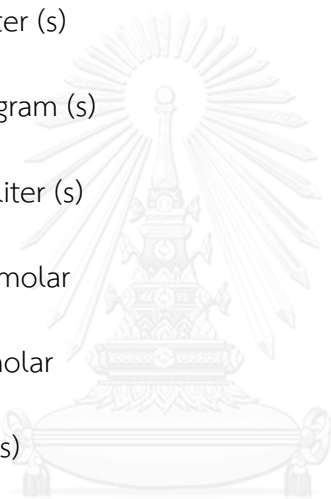 ter (s)
gram (s)
liter (s)
molar
nolar
s)